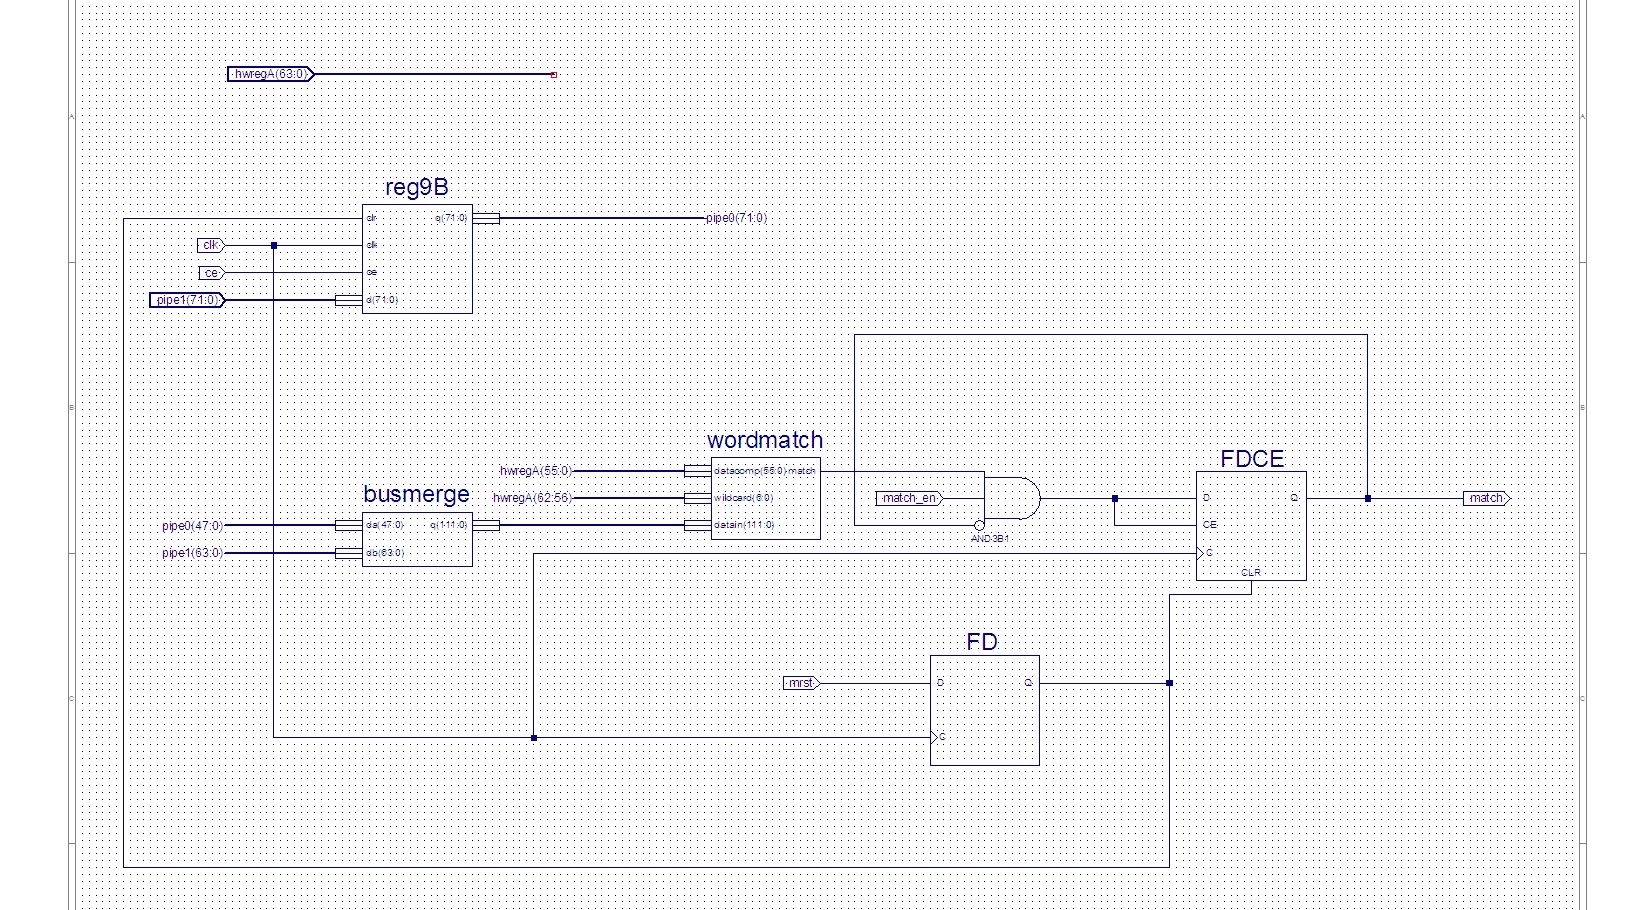 hwregA(63:0)
A
A
reg9B
clr
q(71:0)
pipe0(71:0)
clk
clk
ce
ce
pipe1(71:0)
d(71:0)
B
B
wordmatch
hwregA(55:0)
datacomp(55:0)
match
hwregA(62:56)
wildcard(6:0)
datain(111:0)
busmerge
pipe0(47:0)
da(47:0)
q(111:0)
pipe1(63:0)
db(63:0)
match_en
AND3B1
FDCE
D
Q
CE
C
CLR
match
FD
mrst
D
Q
C
C
C